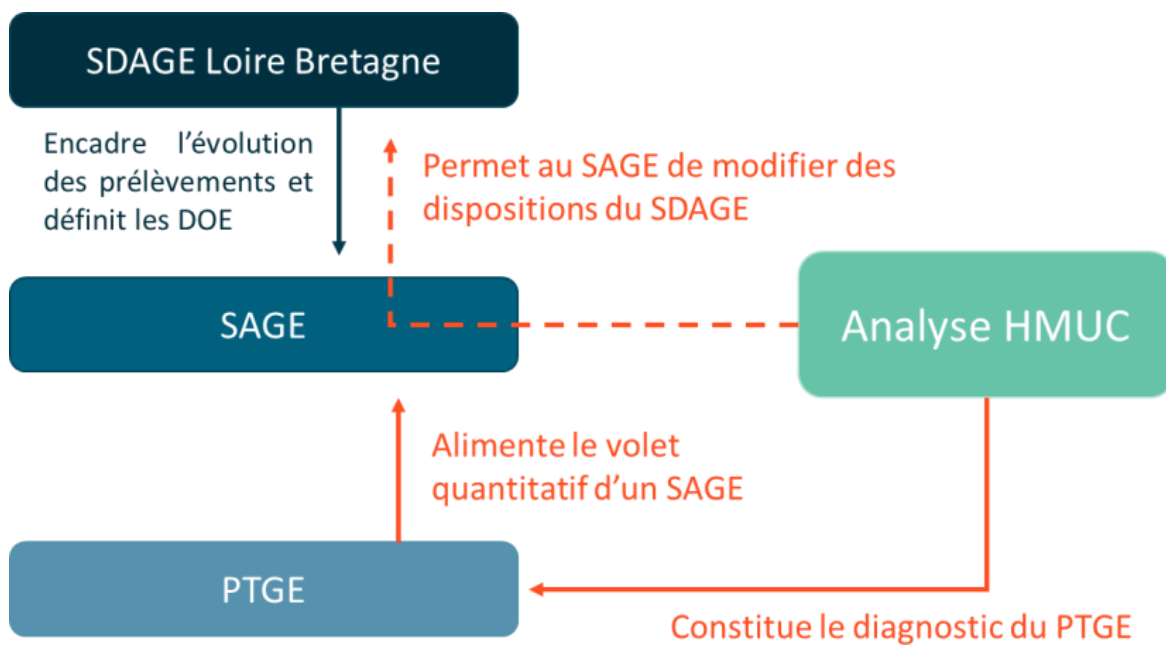 SDAGE Loire Bretagne
Encadre l’évolution
des prélèvements et
définit les DOE
Permet au SAGE de modifier des
dispositions du SDAGE
SAGE
Analyse HMUC
Alimente le volet
quantitatif d’un SAGE
PTGE
Constitue le diagnostic du PTGE